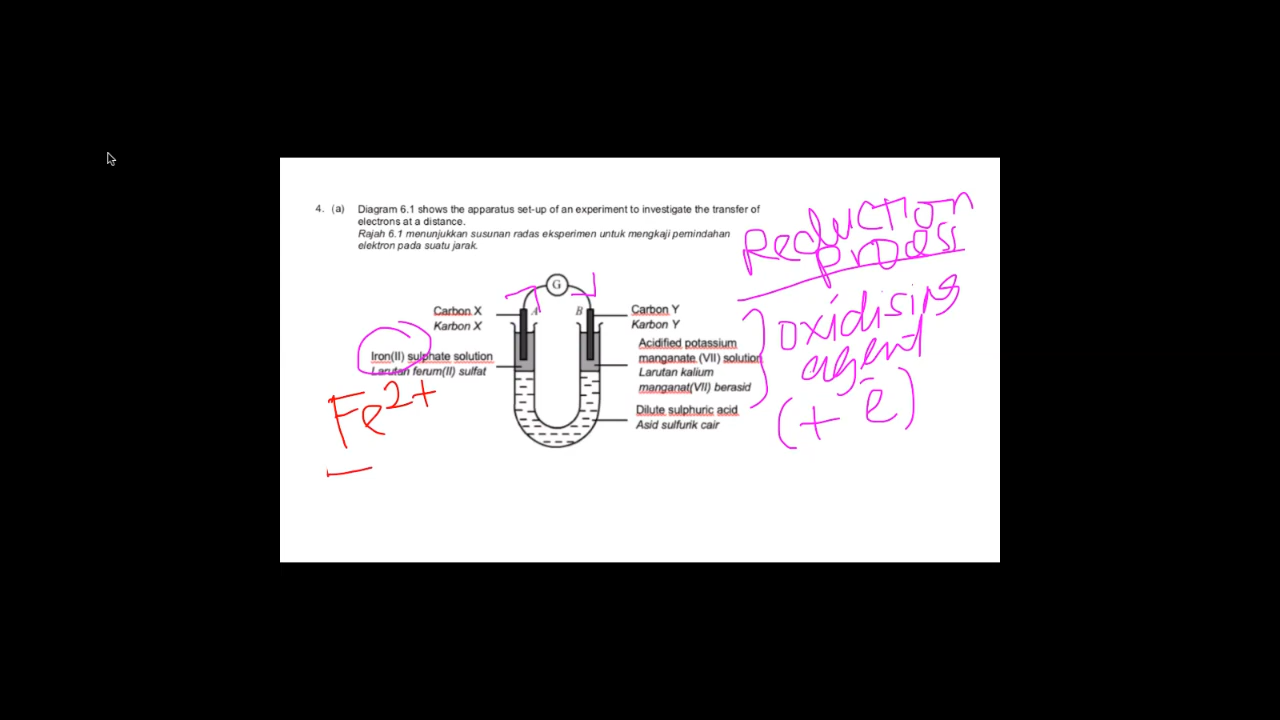 4. (a) Diagram 6.1 shows the apparatus set-up of an experiment to investigate the transfer of
electrons at a distance.
Rajah 6.1 menunjukkan susunan radas eksperimen untuk mengkaji pemindahan
elektron pada suatu jarak.
Reduction
process
G
A
B
Carbon X
Karbon X
Carbon Y
Karbon Y
Iron(II) sulphate solution
Larutan ferum(II) sulfat
Acidified potassium
manganate (VII) solution
Larutan kalium
manganat(VII) berasid
Dilute sulphuric acid
Asid sulfurik cair
oxidising
agent
(+ e̅)
Fe2+